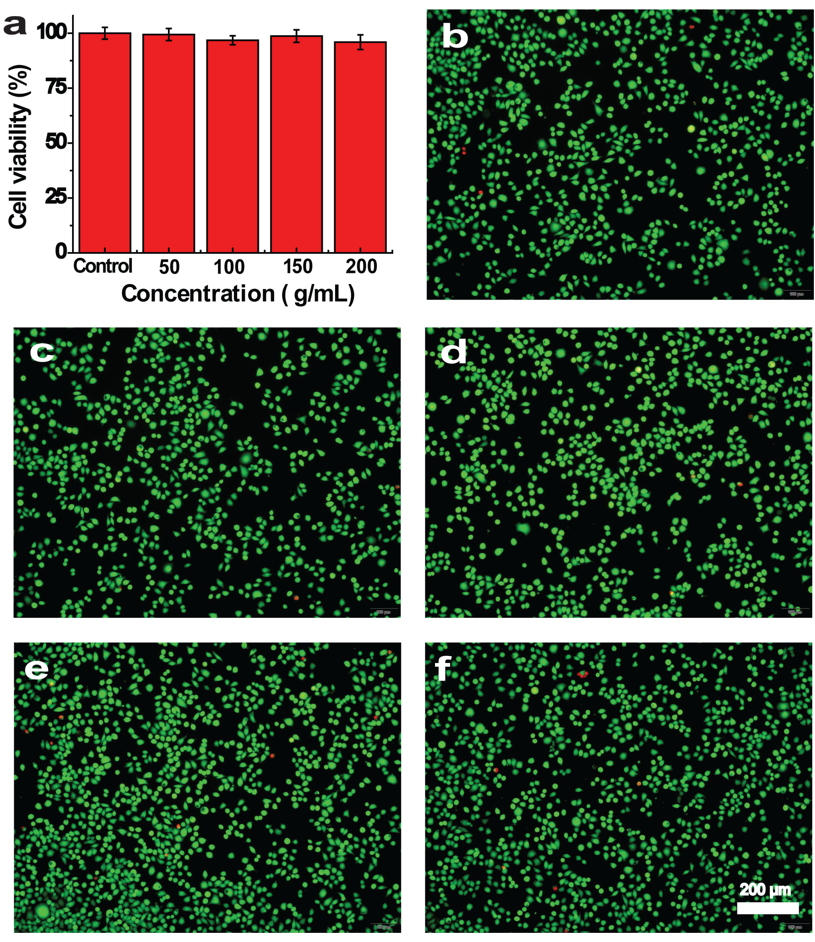 a
100
75
50
25
0
Cell viability (%)
Control 50 100 150 200
Concentration ( g/mL)
b
c
d
e
f
200 µm